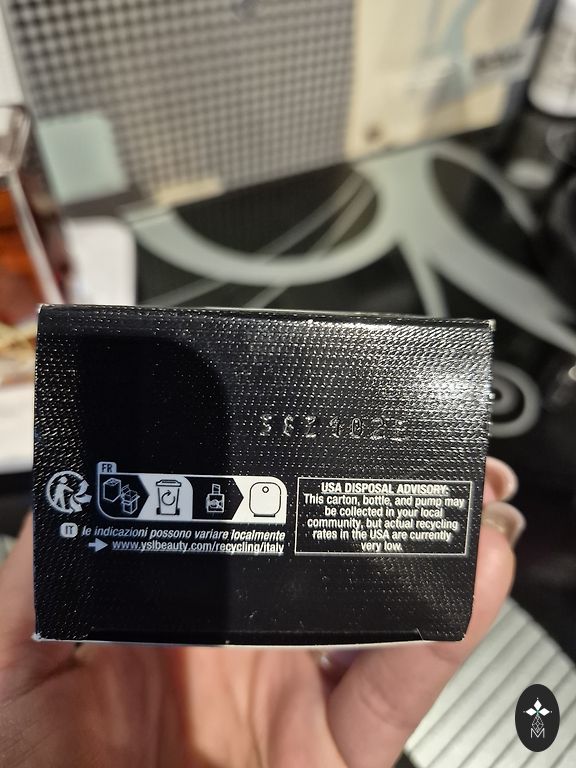 FR
IT le indicazioni possono variare localmente
www.yslbeauty.com/recycling/italy
USA DISPOSAL ADVISORY:
This carton, bottle, and pump may
be collected in your local
community, but actual recycling
rates in the USA are currently
very low.
M